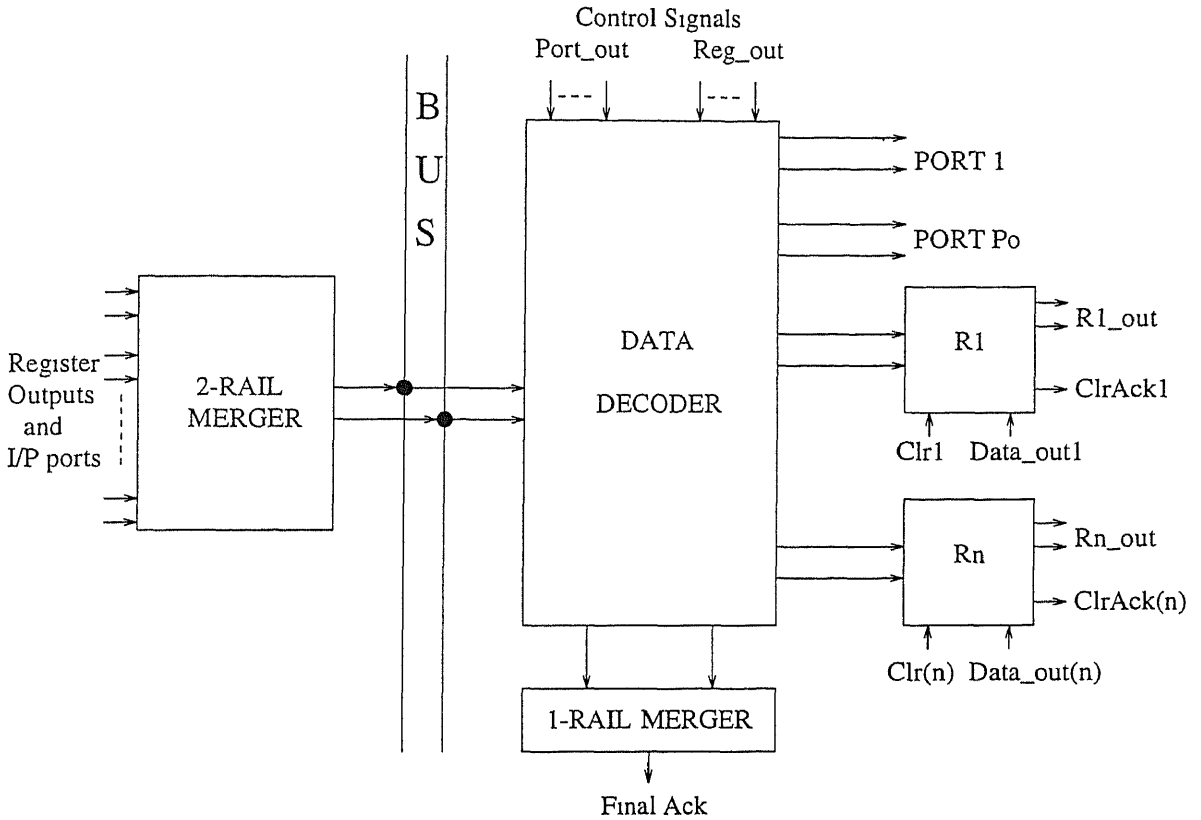 Control Signals
Port_out
Reg_out
B
U
S
PORT 1
PORT Po
R1
R1_out
ClrAck1
Clr1
Data_out1
DATA
DECODER
2-RAIL
MERGER
Register
Outputs
and
I/P ports
Rn
Rn_out
ClrAck(n)
Clr(n)
Data_out(n)
1-RAIL MERGER
Final Ack